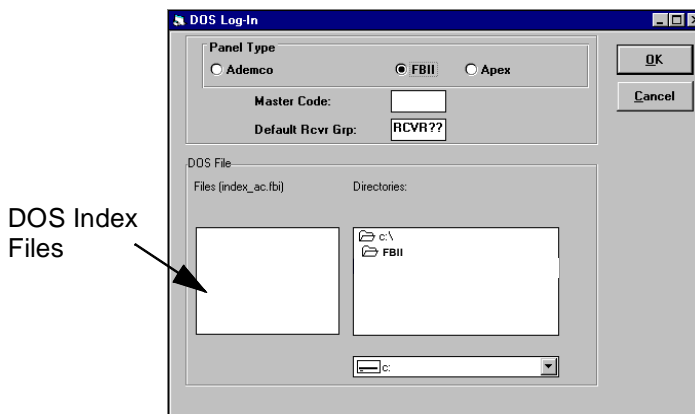 DOS Log-In
Panel Type
Ademco FBII Apex
OK
Master Code:
Cancel
Default Rcvr Grp: RCVR??
DOS File
Files (index_ac.fbi) Directories:
DOS Index
Files
c:\
FBII
c: